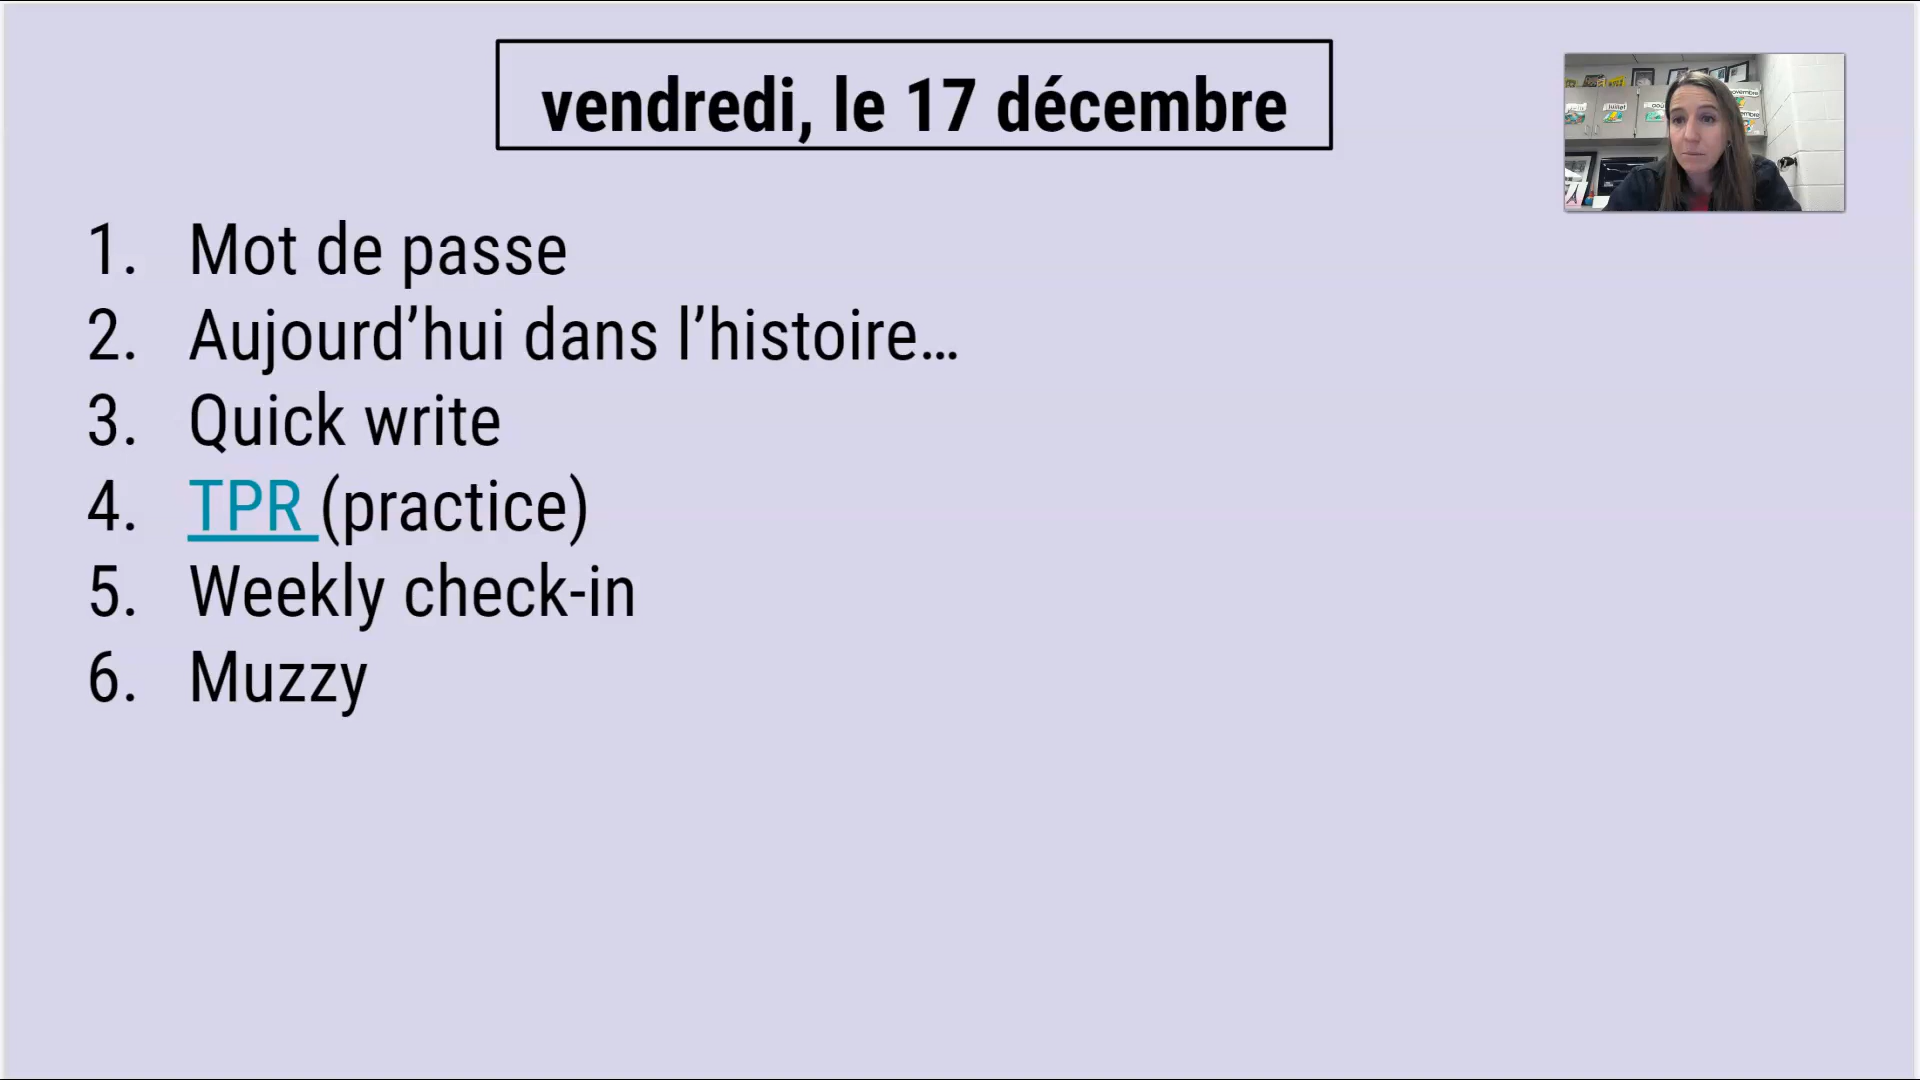 vendredi, le 17 décembre
1. Mot de passe
2. Aujourd’hui dans l’histoire…
3. Quick write
4. TPR (practice)
5. Weekly check-in
6. Muzzy
juillet